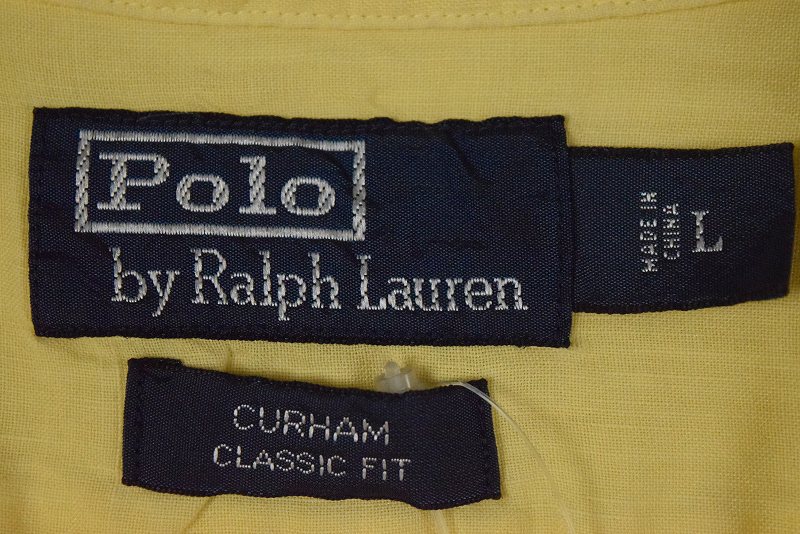 Polo
by Ralph Lauren
MADE IN
CHINA
L
CURHAM
CLASSIC FIT